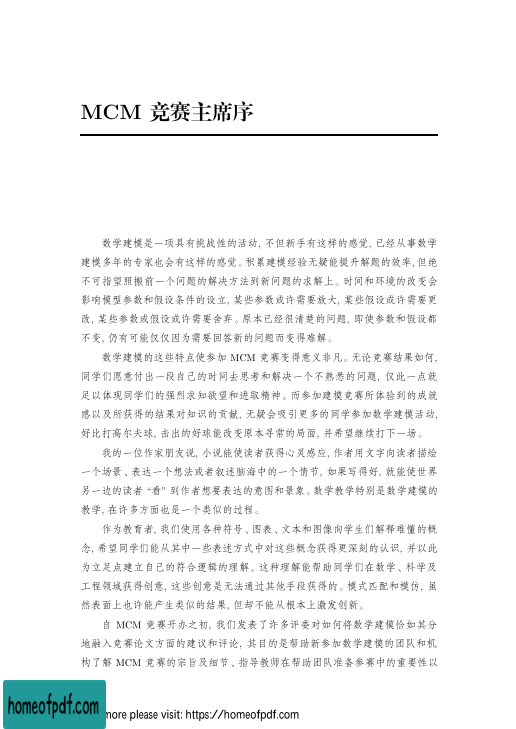 MCM 竞赛主席序
数学建模是一项具有挑战性的活动, 不但新手有这样的感觉, 已经从事数学
建模多年的专家也会有这样的感觉。积累建模经验无疑能提升解题的效率, 但绝
不可指望照搬前一个问题的解决方法到新问题的求解上。时间和环境的改变会
影响模型参数和假设条件的设立, 某些参数或许需要放大, 某些假设或许需要更
改, 某些参数或假设或许需要舍弃。原本已经很清楚的问题, 即使参数和假设都
不变, 仍有可能仅仅因为需要回答新的问题而变得难解。
数学建模的这些特点使参加 MCM 竞赛变得意义非凡。无论竞赛结果如何,
同学们愿意付出一段自己的时间去思考和解决一个不熟悉的问题, 仅此一点就
足以体现同学们的强烈求知欲望和进取精神。而参加建模竞赛所体验到的成就
感以及所获得的结果对知识的贡献, 无疑会吸引更多的同学参加数学建模活动,
好比打高尔夫球, 击出的好球能改变原本寻常的局面, 并希望继续打下一场。
我的一位作家朋友说, 小说能使读者获得心灵感应, 作者用文字向读者描绘
一个场景、表达一个想法或者叙述脑海中的一个情节, 如果写得好, 就能使世界
另一边的读者 “看” 到作者想要表达的意图和景象。数学教学特别是数学建模的
教学, 在许多方面也是一个类似的过程。
作为教育者, 我们使用各种符号、图表、文本和图像向学生们解释难懂的概
念, 希望同学们能从其中一些表述方式中对这些概念获得更深刻的认识, 并以此
为立足点建立自己的符合逻辑的理解。这种理解能帮助同学们在数学、科学及
工程领域获得创意, 这些创意是无法通过其他手段获得的。模式匹配和模仿, 虽
然表面上也许能产生类似的结果, 但却不能从根本上激发创新。
自 MCM 竞赛开办之初, 我们发表了许多评委对如何将数学建模恰如其分
地融入竞赛论文方面的建议和评论, 其目的是帮助新参加数学建模的团队和机
构了解 MCM 竞赛的宗旨及细节、指导教师在帮助团队准备参赛中的重要性以
homeofpdf.com
more please visit: https://homeofpdf.com